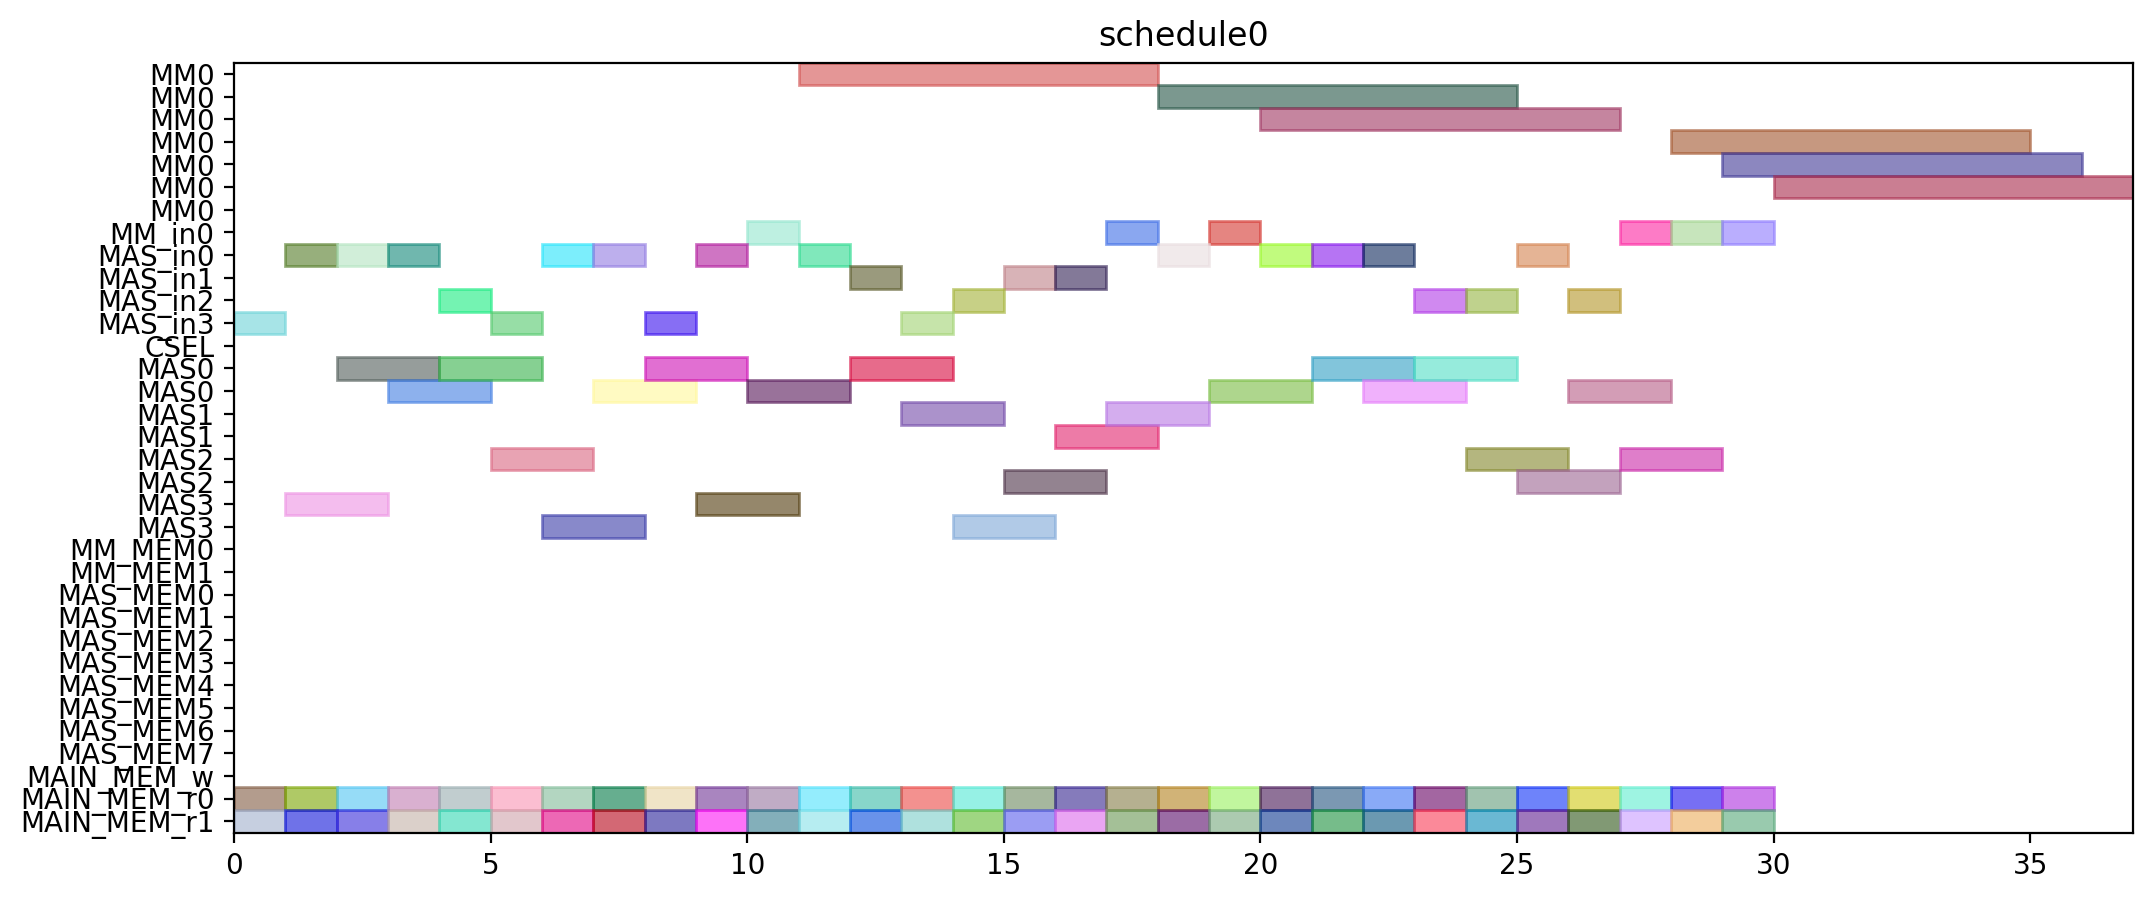 schedule0
MM0
MM0
MM0
MM0
MM0
MM0
MM0
MM_in0
MAS_in0
MAS_in1
MAS_in2
MAS_in3
CSEL
MAS0
MAS0
MAS1
MAS1
MAS2
MAS2
MAS3
MAS3
MM_MEM0
MM_MEM1
MAS_MEM0
MAS_MEM1
MAS_MEM2
MAS_MEM3
MAS_MEM4
MAS_MEM5
MAS_MEM6
MAS_MEM7
MAIN_MEM_w
MAIN_MEM_r0
MAIN_MEM_r1
0 5 10 15 20 25 30 35